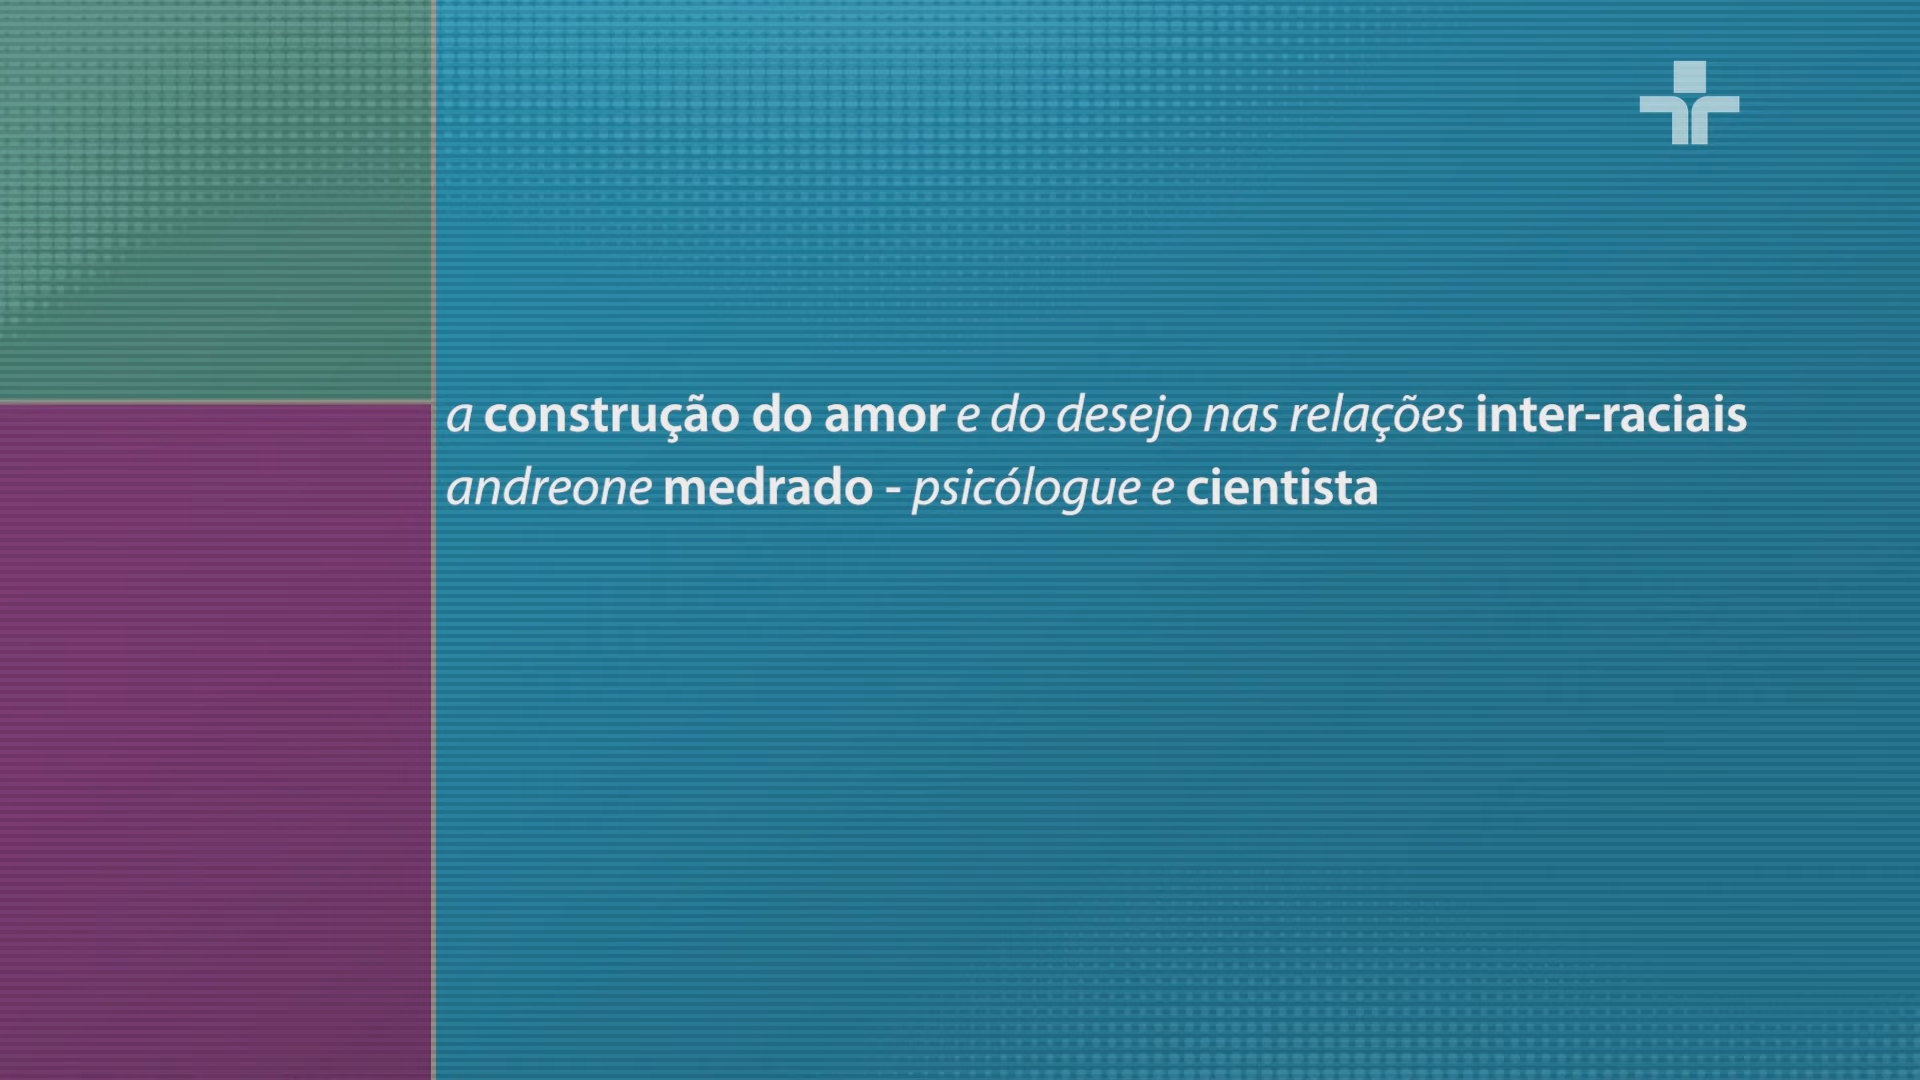 a construção do amor e do desejo nas relações inter-raciais
andreone medrado - psicólogue e cientista